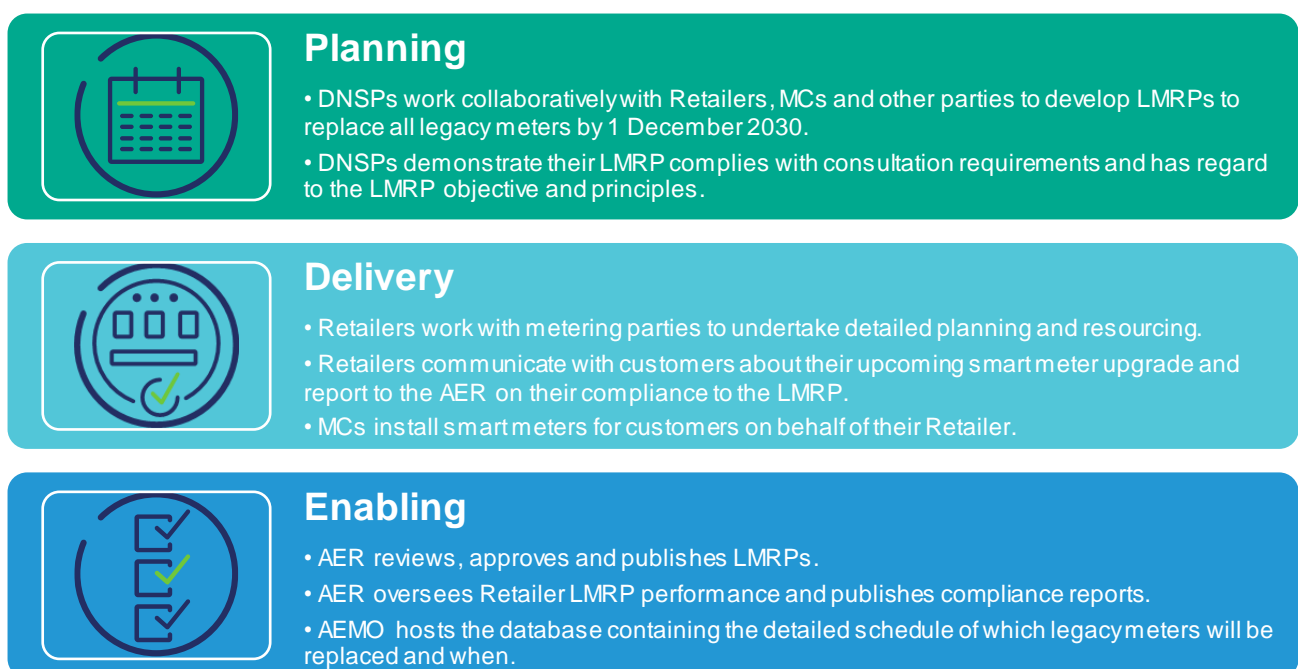 Planning
• DNSPs work collaboratively with Retailers, MCs and other parties to develop LMRPs to
replace all legacy meters by 1 December 2030.
• DNSPs demonstrate their LMRP complies with consultation requirements and has regard
to the LMRP objective and principles.
Delivery
• Retailers work with metering parties to undertake detailed planning and resourcing.
• Retailers communicate with customers about their upcoming smart meter upgrade and
report to the AER on their compliance to the LMRP.
• MCs install smart meters for customers on behalf of their Retailer.
Enabling
• AER reviews, approves and publishes LMRPs.
• AER oversees Retailer LMRP performance and publishes compliance reports.
• AEMO hosts the database containing the detailed schedule of which legacy meters will be
replaced and when.